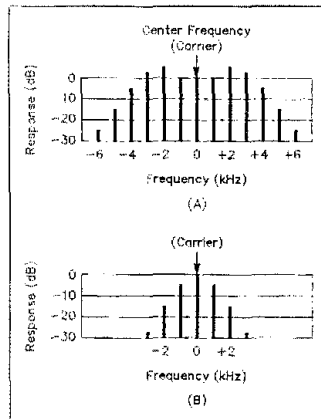 Center Frequency
(Carrier)
Response (dB)
0
-10
-20
-30
-6 -4 -2 0 +2 +4 +6
Frequency (kHz)
(A)
(Carrier)
Response (dB)
0
-10
-20
-30
-2 0 +2
Frequency (kHz)
(B)